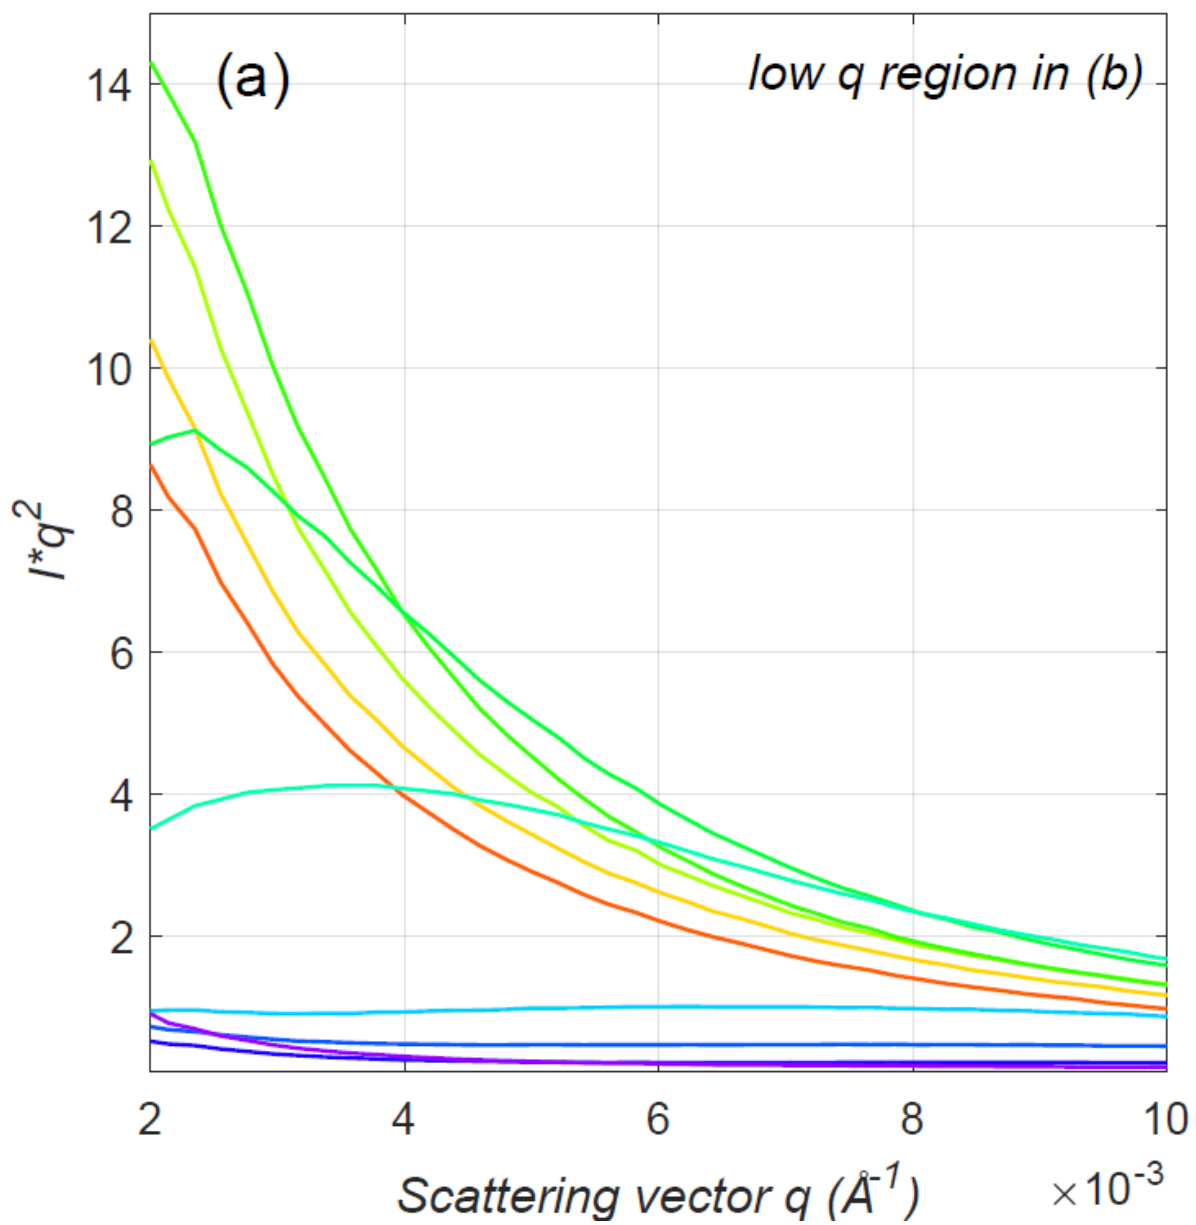 (a)
low q region in (b)
14
12
10
8
6
4
2
I*q²
2 4 6 8 10
Scattering vector q (Å⁻¹)
×10⁻³